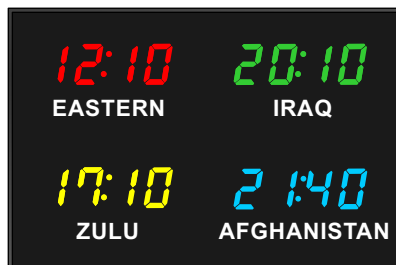 12:10 20:10
EASTERN IRAQ
17:10 21:40
ZULU AFGHANISTAN